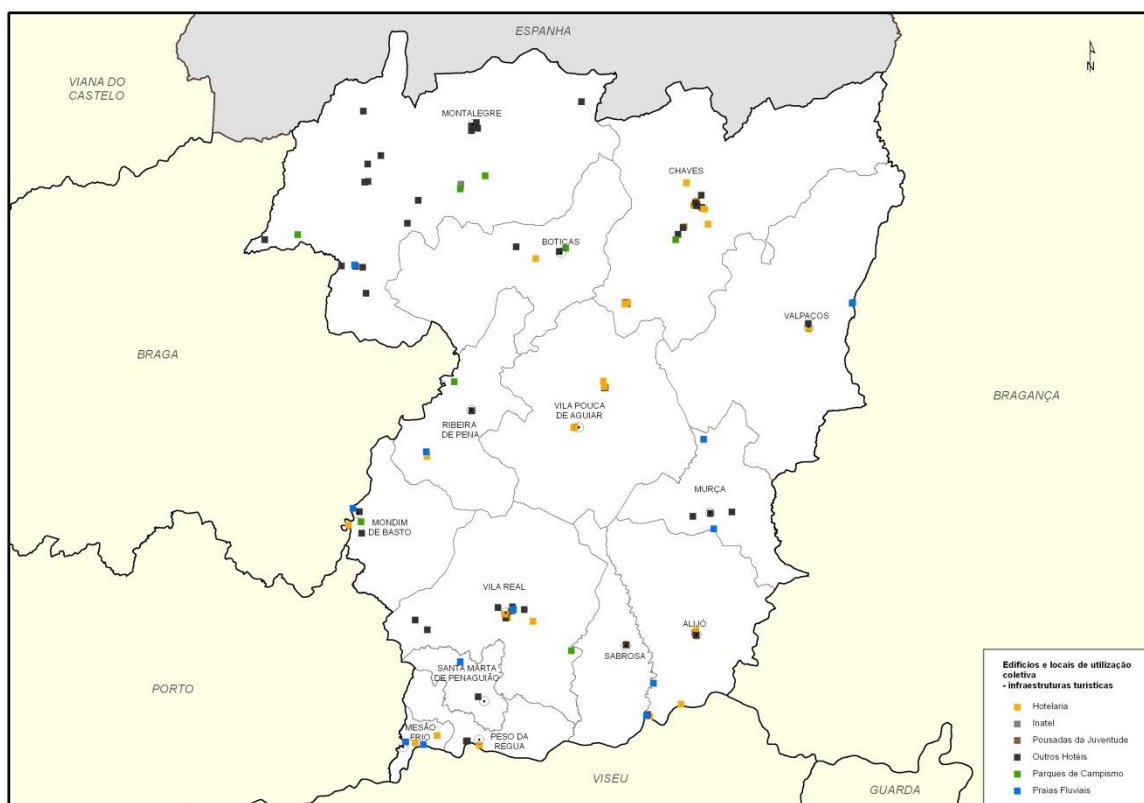 ESPANHA
VIANA DO
CASTELO
N
MONTALEGRE
CHAVES
BOTICAS
VALPAÇOS
BRAGA
BRAGANÇA
VILA POUCA
DE AGUIAR
RIBEIRA
DE PENA
MURÇA
MONDIM
DE BASTO
VILA REAL
ALIJÓ
SABROSA
SANTA MARTA
DE PENAGUIÃO
PORTO
MESÃO
FRIO
PESO DA
RÉGUA
VISEU
GUARDA
Edifícios e locais de utilização
coletiva
- infraestruturas turisticas
Hotelaria
Inatel
Pousadas da Juventude
Outros Hotéis
Parques de Campismo
Praias Fluviais